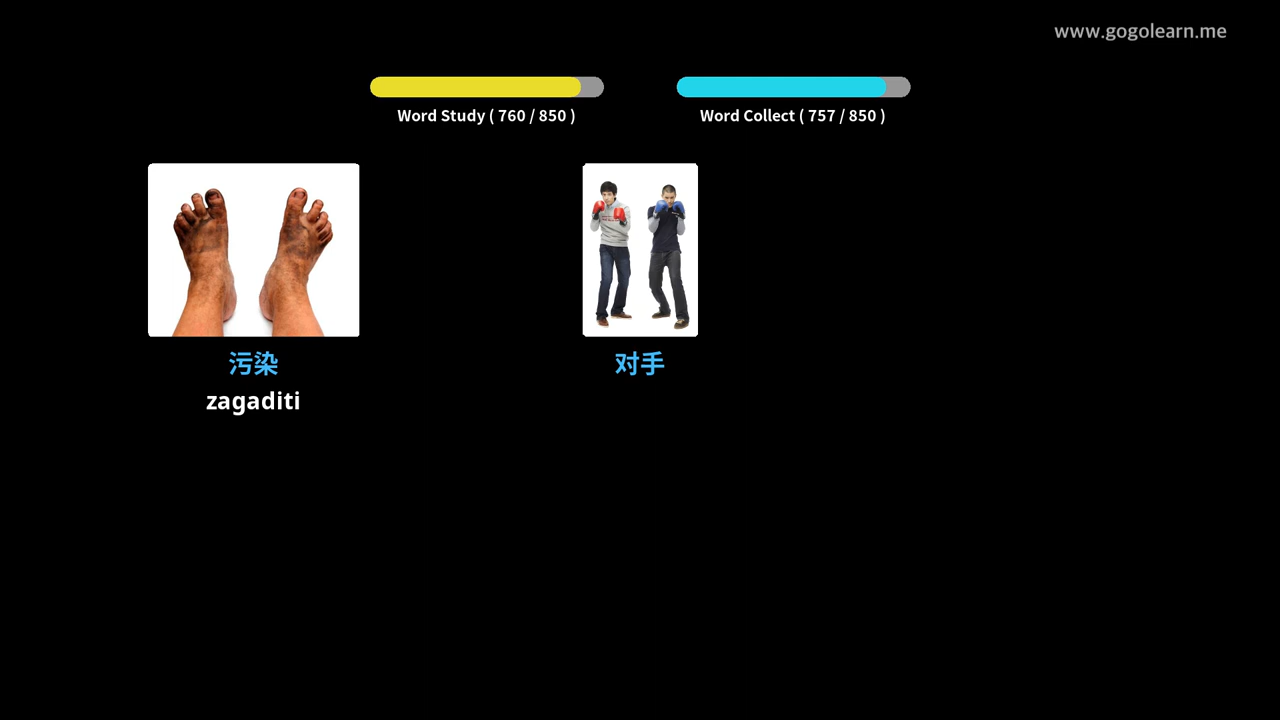 www.gogolearn.me
Word Study ( 760 / 850 )
Word Collect ( 757 / 850 )
污染
zagaditi
对手